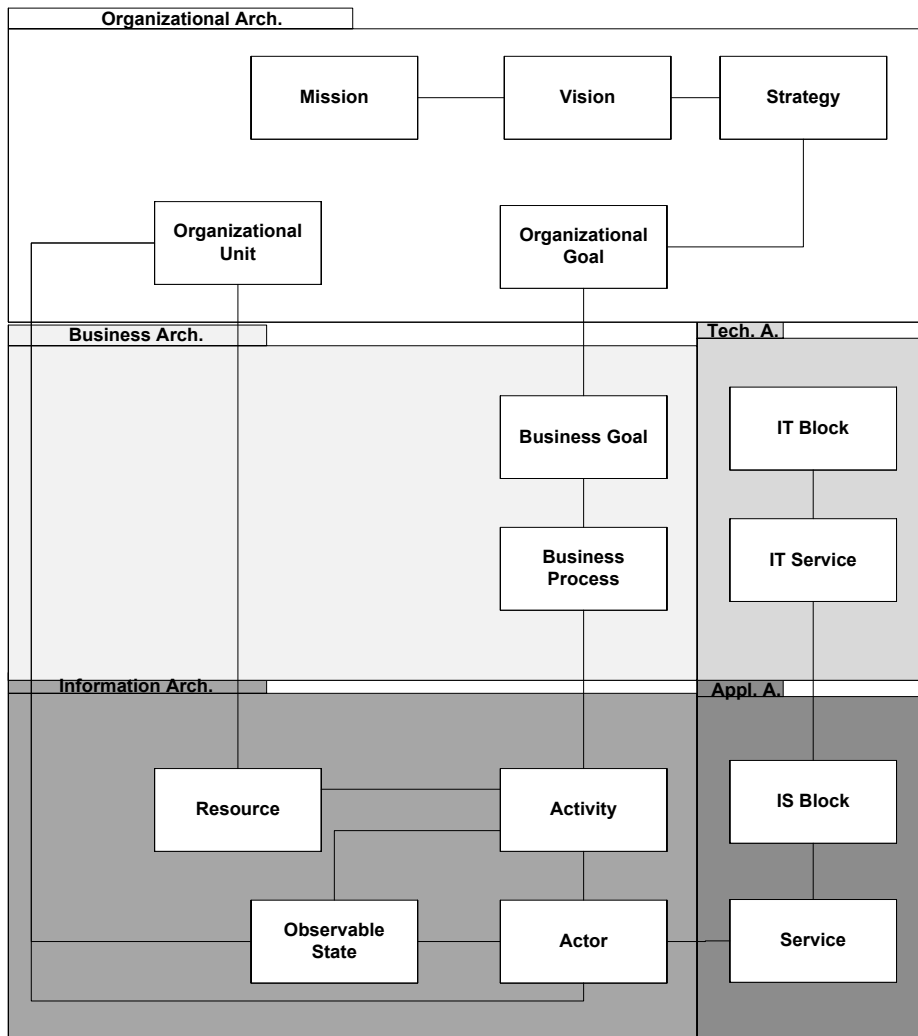 Organizational Arch.
Mission
Vision
Strategy
Organizational
Unit
Organizational
Goal
Business Arch.
Tech. A.
Business Goal
IT Block
Business
Process
IT Service
Information Arch.
Appl. A.
Resource
Activity
IS Block
Observable
State
Actor
Service